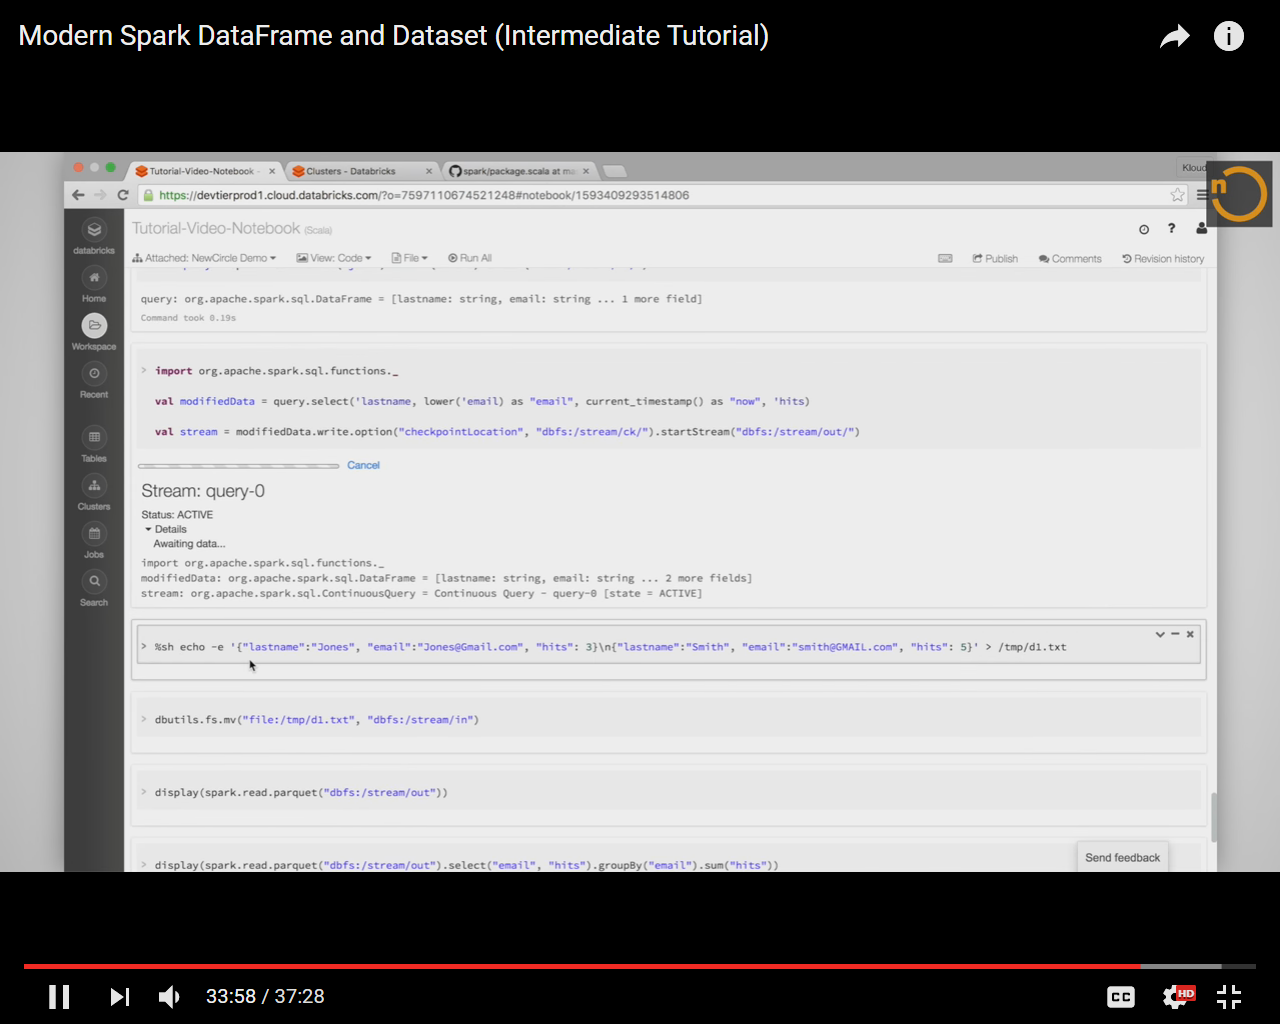 Modern Spark DataFrame and Dataset (Intermediate Tutorial)
Tutorial-Video-Notebook -
Clusters - Databricks
spark/package.scala at ma
Kloud
n
https://devtierprod1.cloud.databricks.com/?o=7597110674521248#notebook/1593409293514806
databricks
Home
Workspace
Recent
Tables
Clusters
Jobs
Search
Tutorial-Video-Notebook (Scala)
?
Attached: NewCircle Demo
View: Code
File
Run All
Publish
Comments
Revision history
query: org.apache.spark.sql.DataFrame = [lastname: string, email: string ... 1 more field]
Command took 0.19s
> import org.apache.spark.sql.functions._
val modifiedData = query.select('lastname, lower('email) as "email", current_timestamp() as "now", 'hits)
val stream = modifiedData.write.option("checkpointLocation", "dbfs:/stream/ck/").startStream("dbfs:/stream/out/")
Cancel
Stream: query-0
Status: ACTIVE
Details
Awaiting data...
import org.apache.spark.sql.functions._
modifiedData: org.apache.spark.sql.DataFrame = [lastname: string, email: string ... 2 more fields]
stream: org.apache.spark.sql.ContinuousQuery = Continuous Query - query-0 [state = ACTIVE]
> %sh echo -e '{"lastname":"Jones", "email":"Jones@Gmail.com", "hits": 3}\n{"lastname":"Smith", "email":"smith@GMAIL.com", "hits": 5}' > /tmp/d1.txt
> dbutils.fs.mv("file:/tmp/d1.txt", "dbfs:/stream/in")
> display(spark.read.parquet("dbfs:/stream/out"))
> display(spark.read.parquet("dbfs:/stream/out").select("email", "hits").groupBy("email").sum("hits"))
Send feedback
33:58 / 37:28
CC
HD